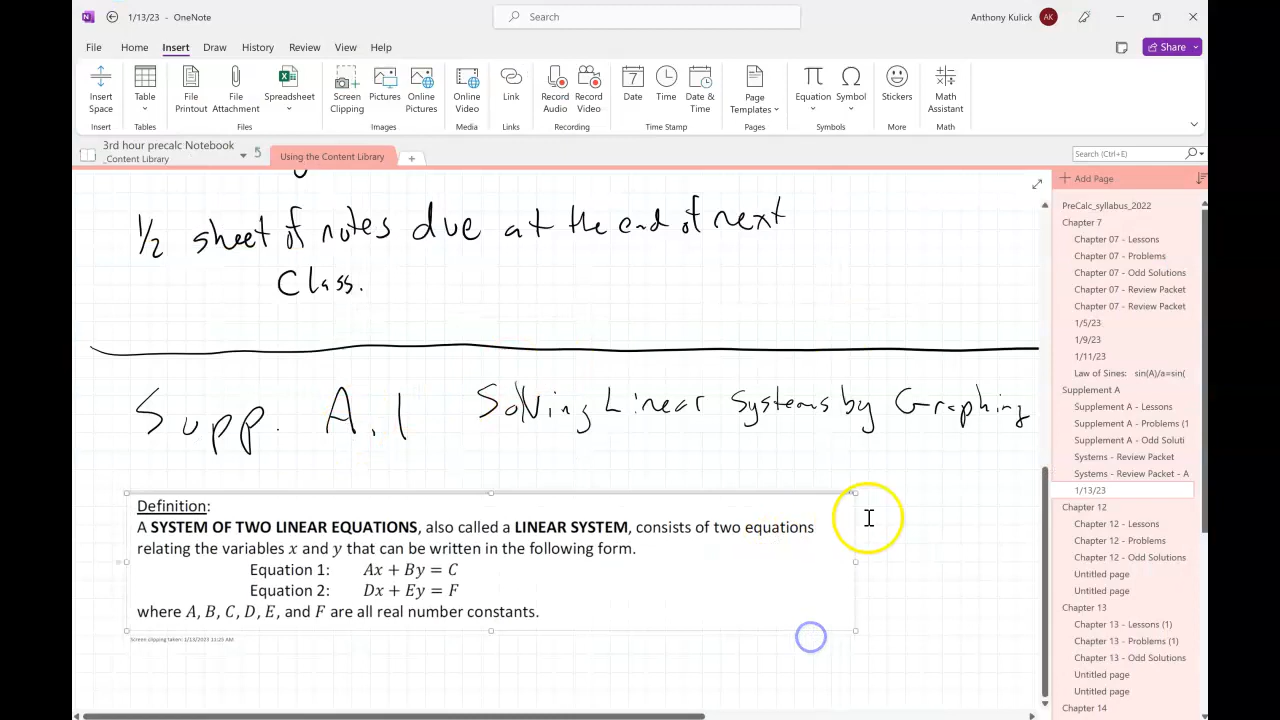 1/13/23 - OneNote
Search
Anthony Kulick
AK
File Home Insert Draw History Review View Help
Share
Insert Space
Table
File Printout
File Attachment
Spreadsheet
Screen Clipping
Pictures
Online Pictures
Online Video
Link
Record Audio
Record Video
Date
Time
Date & Time
Page Templates
Equation
Symbol
Stickers
Math Assistant
Insert Tables Files Images Media Links Recording Time Stamp Pages Symbols More Math
3rd hour precalc Notebook
_Content Library
Using the Content Library
Search (Ctrl+E)
1/2 sheet of notes due at the end of next
Class.
Supp. A.1 Solving Linear Systems by Graphing
Definition:
A SYSTEM OF TWO LINEAR EQUATIONS, also called a LINEAR SYSTEM, consists of two equations
relating the variables x and y that can be written in the following form.
Equation 1: Ax + By = C
Equation 2: Dx + Ey = F
where A, B, C, D, E, and F are all real number constants.
Screen clipping taken: 1/13/2023 11:25 AM
Add Page
PreCalc_syllabus_2022
Chapter 7
Chapter 07 - Lessons
Chapter 07 - Problems
Chapter 07 - Odd Solutions
Chapter 07 - Review Packet
Chapter 07 - Review Packet
1/5/23
1/9/23
1/11/23
Law of Sines: sin(A)/a=sin(
Supplement A
Supplement A - Lessons
Supplement A - Problems (1
Supplement A - Odd Soluti
Systems - Review Packet
Systems - Review Packet - A
1/13/23
Chapter 12
Chapter 12 - Lessons
Chapter 12 - Problems
Chapter 12 - Odd Solutions
Untitled page
Untitled page
Chapter 13
Chapter 13 - Lessons (1)
Chapter 13 - Problems (1)
Chapter 13 - Odd Solutions
Untitled page
Untitled page
Chapter 14